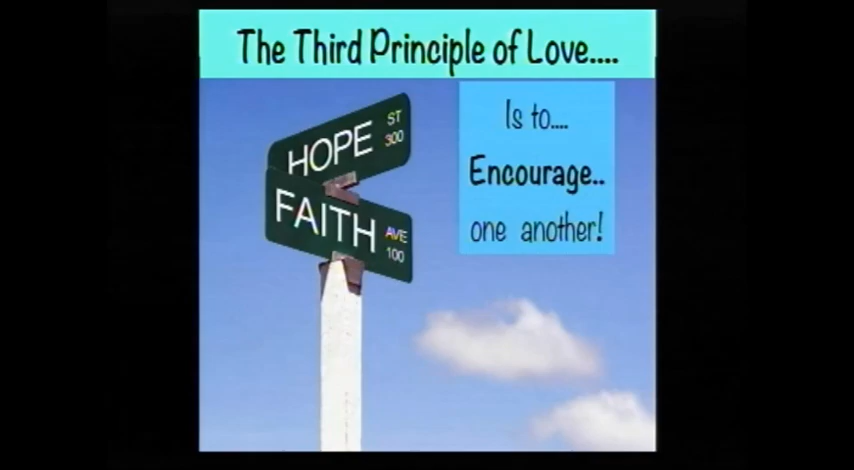 The Third Principle of Love....
Is to....
Encourage..
one another!
HOPE ST 300
FAITH AVE 100